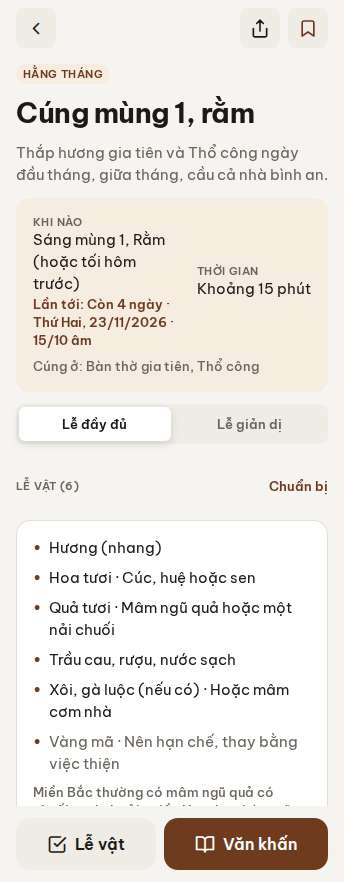 HẰNG THÁNG
Cúng mùng 1, rằm
Thắp hương gia tiên và Thổ công ngày
đầu tháng, giữa tháng, cầu cả nhà bình an.
KHI NÀO
Sáng mùng 1, Rằm
(hoặc tối hôm
trước)
Lần tới: Còn 4 ngày ·
Thứ Hai, 23/11/2026 ·
15/10 âm
THỜI GIAN
Khoảng 15 phút
Cúng ở: Bàn thờ gia tiên, Thổ công
Lễ đầy đủ
Lễ giản dị
LỄ VẬT (6)
Chuẩn bị
• Hương (nhang)
• Hoa tươi · Cúc, huệ hoặc sen
• Quả tươi · Mâm ngũ quả hoặc một
nải chuối
• Trầu cau, rượu, nước sạch
• Xôi, gà luộc (nếu có) · Hoặc mâm
cơm nhà
• Vàng mã · Nên hạn chế, thay bằng
việc thiện
Miền Bắc thường có mâm ngũ quả có
Lễ vật
Văn khấn